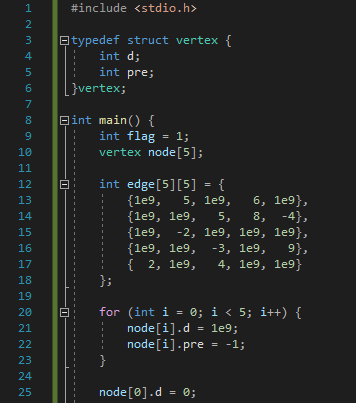 1 #include <stdio.h>
2
3 typedef struct vertex {
4     int d;
5     int pre;
6 }vertex;
7
8 int main() {
9     int flag = 1;
10     vertex node[5];
11
12     int edge[5][5] = {
13         {1e9,   5, 1e9,   6, 1e9},
14         {1e9, 1e9,   5,   8,  -4},
15         {1e9,  -2, 1e9, 1e9, 1e9},
16         {1e9, 1e9,  -3, 1e9,   9},
17         {  2, 1e9,   4, 1e9, 1e9}
18     };
19
20     for (int i = 0; i < 5; i++) {
21         node[i].d = 1e9;
22         node[i].pre = -1;
23     }
24
25     node[0].d = 0;